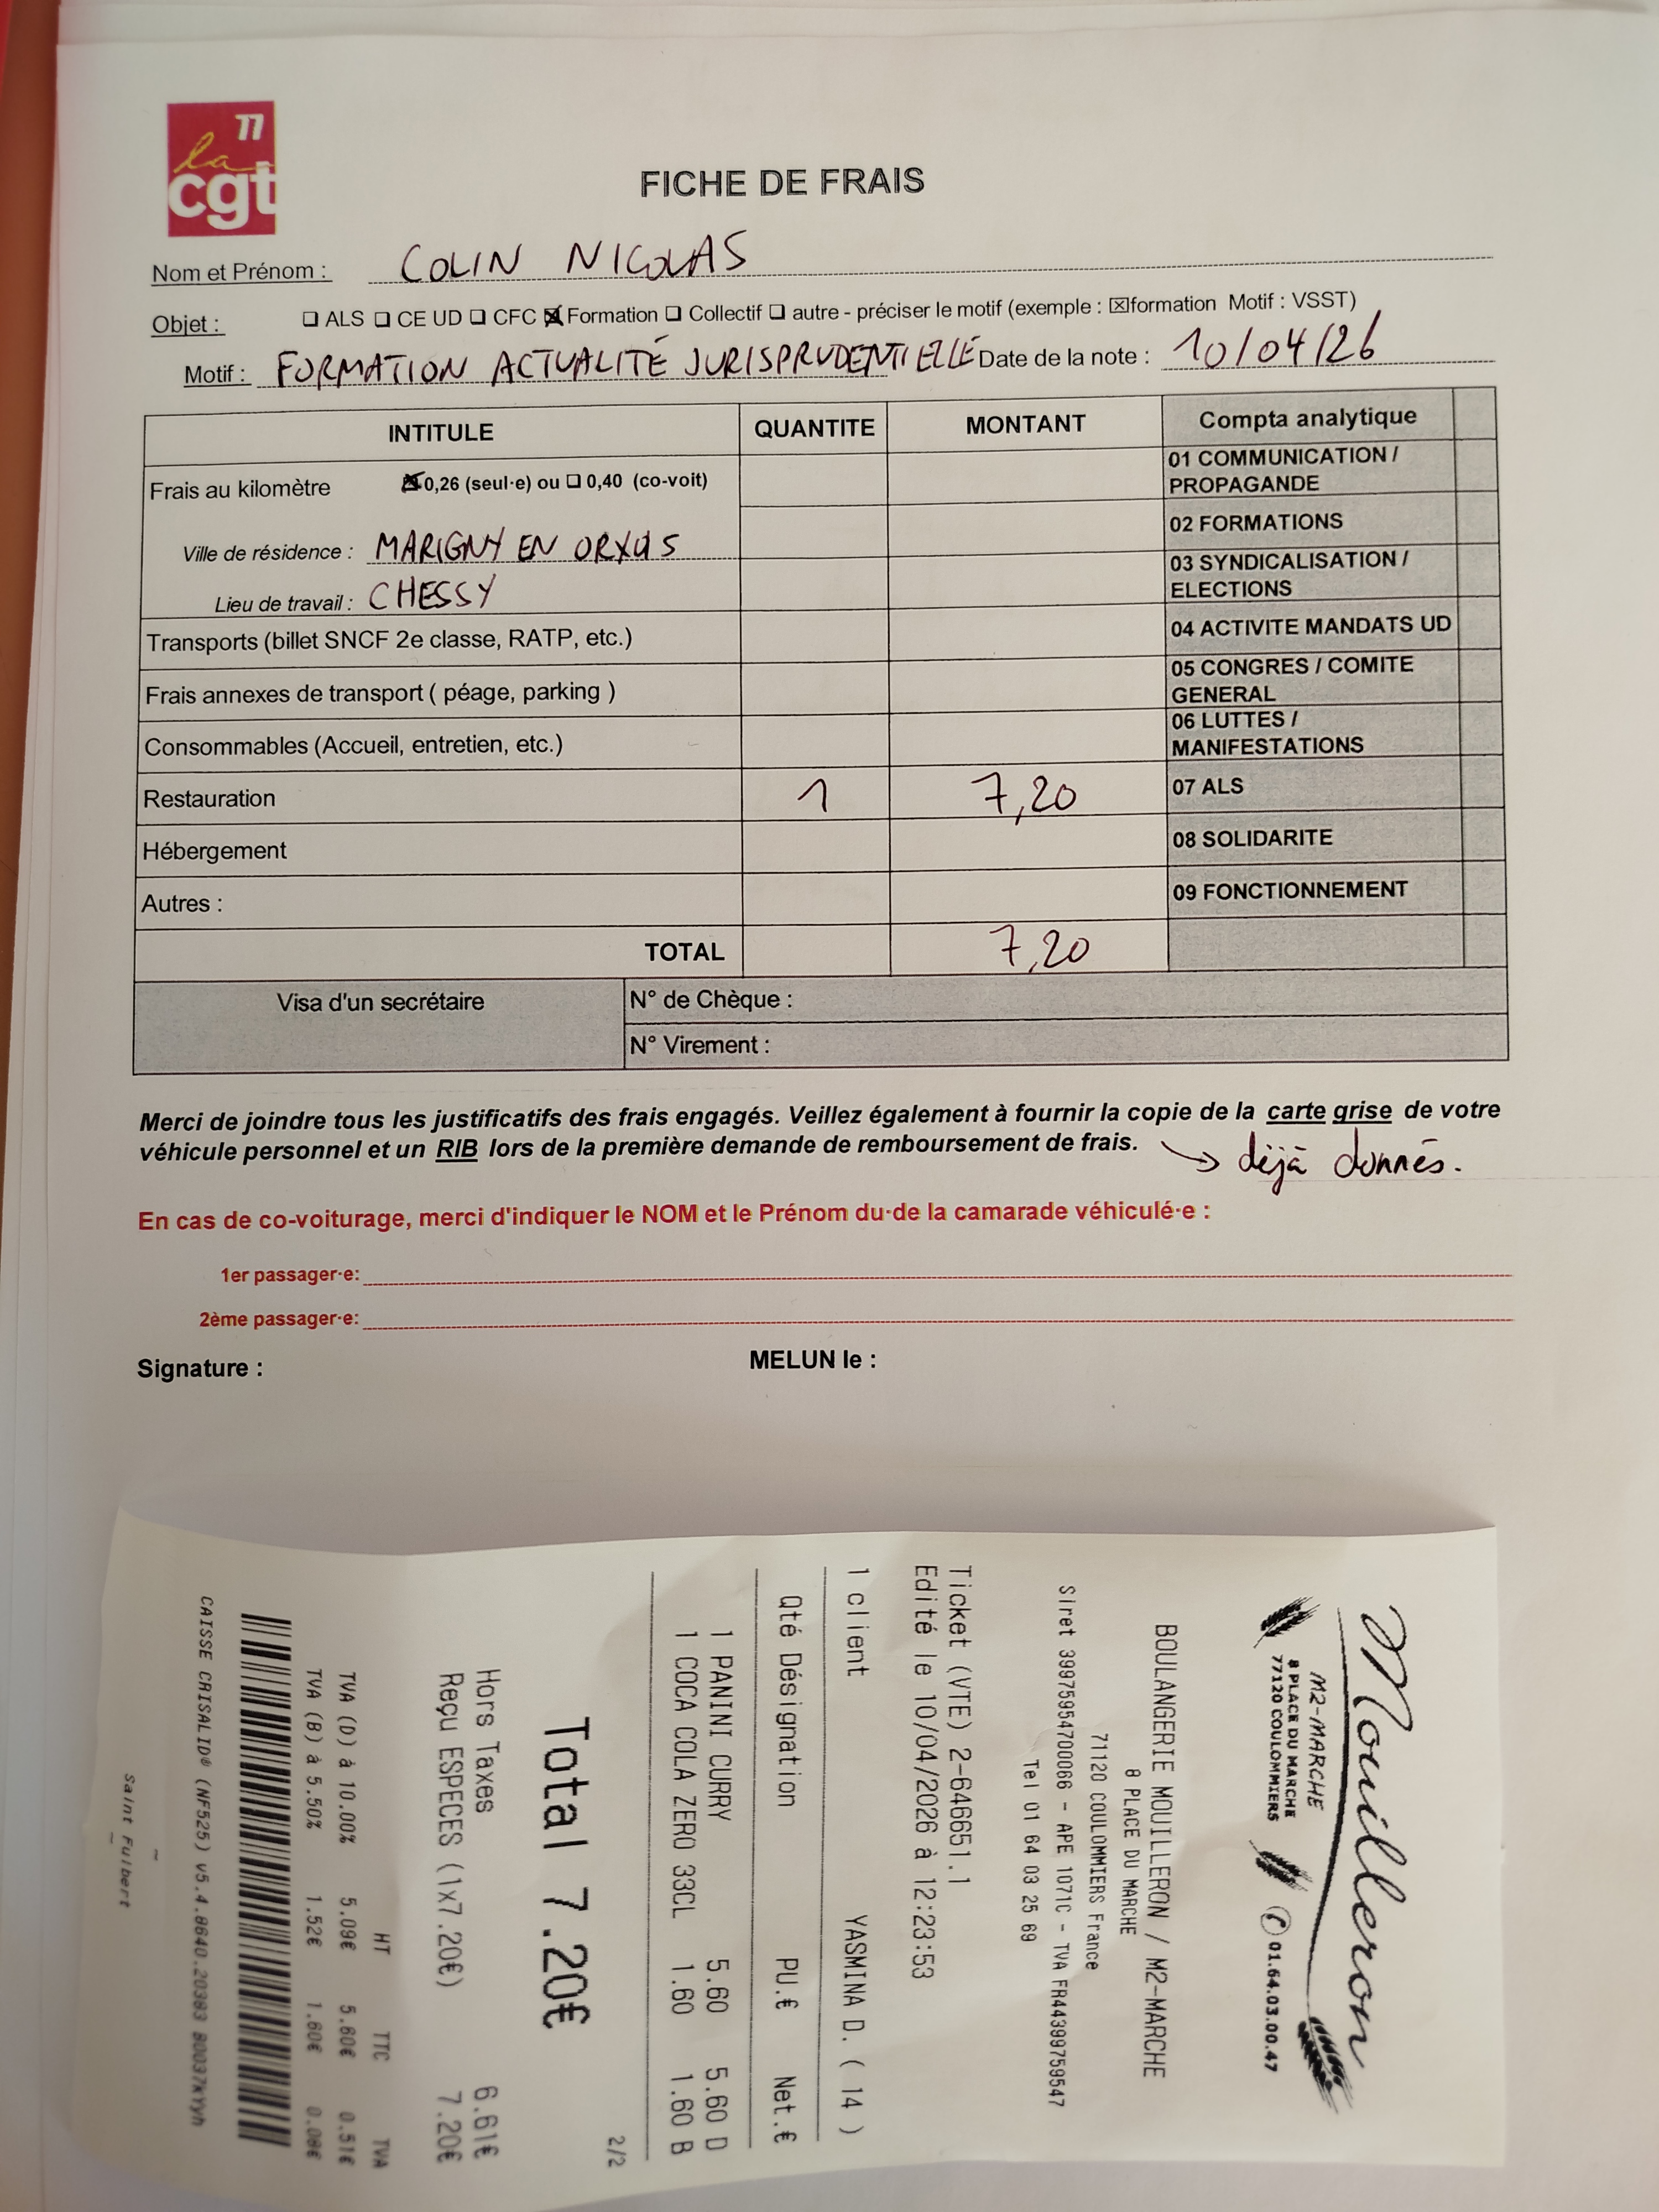 77
la
cgt
FICHE DE FRAIS
Nom et Prénom : COLIN NICOLAS
Objet : ❑ ALS ❑ CE UD ❑ CFC ☒ Formation ❑ Collectif ❑ autre - préciser le motif (exemple : ☒formation Motif : VSST)
Motif : FORMATION ACTUALITÉ JURISPRUDENTIELLE Date de la note : 10/04/26
INTITULE QUANTITE MONTANT Compta analytique
Frais au kilomètre ☒0,26 (seul·e) ou ❑ 0,40 (co-voit)
01 COMMUNICATION /
PROPAGANDE
02 FORMATIONS
Ville de résidence : MARIGNY EN ORXOIS
03 SYNDICALISATION /
ELECTIONS
Lieu de travail : CHESSY
Transports (billet SNCF 2e classe, RATP, etc.) 04 ACTIVITE MANDATS UD
Frais annexes de transport ( péage, parking ) 05 CONGRES / COMITE
GENERAL
Consommables (Accueil, entretien, etc.) 06 LUTTES /
MANIFESTATIONS
Restauration 1 7,20 07 ALS
Hébergement 08 SOLIDARITE
Autres : 09 FONCTIONNEMENT
TOTAL 7,20
Visa d'un secrétaire N° de Chèque :
N° Virement :
Merci de joindre tous les justificatifs des frais engagés. Veillez également à fournir la copie de la carte grise de votre
véhicule personnel et un RIB lors de la première demande de remboursement de frais. → déjà donnés.
En cas de co-voiturage, merci d'indiquer le NOM et le Prénom du·de la camarade véhiculé·e :
1er passager·e:
2ème passager·e:
Signature : MELUN le :
Mouilleron
M2-MARCHE
8 PLACE DU MARCHE
77120 COULOMMIERS
01.64.03.00.47
BOULANGERIE MOUILLERON / M2-MARCHE
8 PLACE DU MARCHE
71120 COULOMMIERS France
Siret 39975954700066 - APE 1071C - TVA FR44399759547
Tel 01 64 03 25 69
Ticket (VTE) 2-646651.1
Edité le 10/04/2026 à 12:23:53
1 client YASMINA D. ( 14 )
Qté Désignation PU.€ Net.€
1 PANINI CURRY 5.60 5.60 D
1 COCA COLA ZERO 33CL 1.60 1.60 B
2/2
Total 7.20€
Hors Taxes 6.61€
Reçu ESPECES (1x7.20€) 7.20€
HT TTC TVA
TVA (D) à 10.00% 5.09€ 5.60€ 0.51€
TVA (B) à 5.50% 1.52€ 1.60€ 0.08€
CAISSE CRISALID® (NF525) v5.4.8640.20383
Saint Fulbert